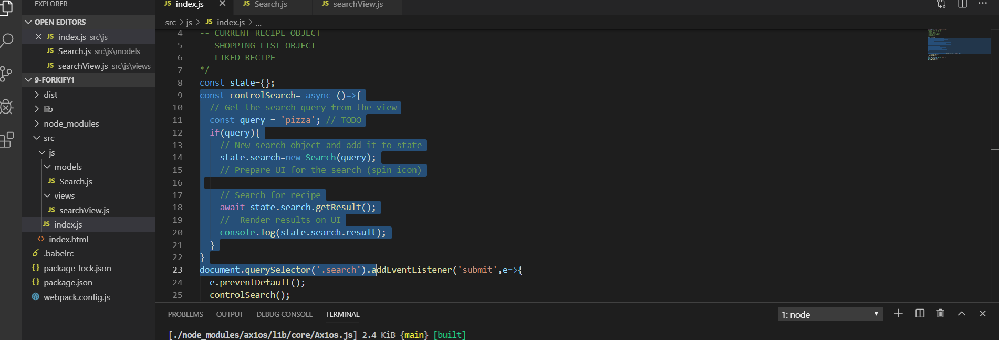 EXPLORER
OPEN EDITORS
JS index.js src\js
JS Search.js src\js\models
JS searchView.js src\js\views
9-FORKIFY1
dist
lib
node_modules
src
js
models
JS Search.js
views
JS searchView.js
JS index.js
<> index.html
.babelrc
{} package-lock.json
{} package.json
webpack.config.js
JS index.js
JS Search.js
JS searchView.js
src > js > JS index.js > ...
4 -- CURRENT RECIPE OBJECT
5 -- SHOPPING LIST OBJECT
6 -- LIKED RECIPE
7 */
8 const state={};
9 const controlSearch= async ()=>{
10 // Get the search query from the view
11 const query = 'pizza'; // TODO
12 if(query){
13 // New search object and add it to state
14 state.search=new Search(query);
15 // Prepare UI for the search (spin icon)
16
17 // Search for recipe
18 await state.search.getResult();
19 //  Render results on UI
20 console.log(state.search.result);
21 }
22 }
23 document.querySelector('.search').addEventListener('submit',e=>{
24 e.preventDefault();
25 controlSearch();
PROBLEMS OUTPUT DEBUG CONSOLE TERMINAL
1: node
[./node_modules/axios/lib/core/Axios.js] 2.4 KiB {main} [built]